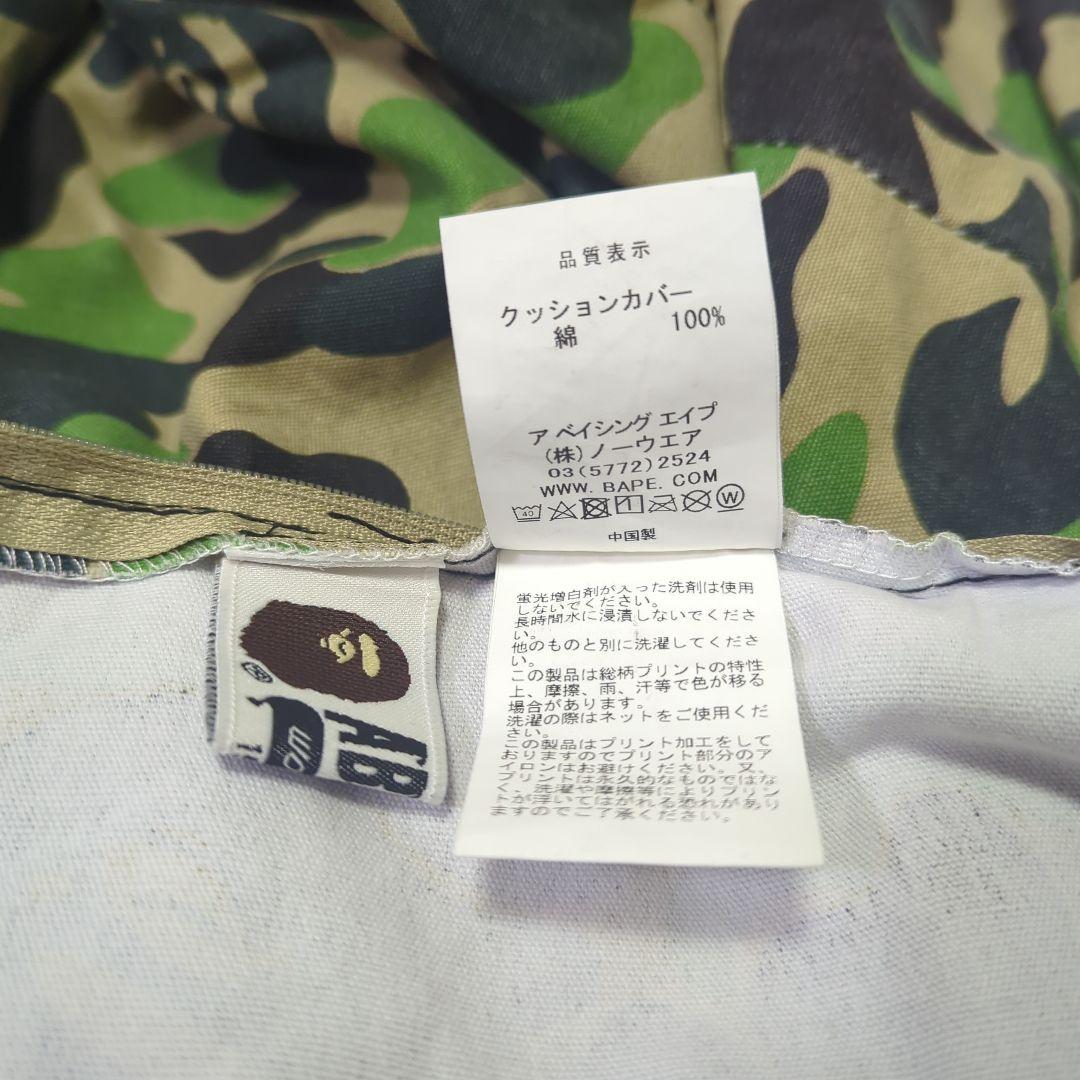 品質表示
クッションカバー
綿 100%
ア ベイシング エイプ
(株)ノーウエア
03(5772)2524
WWW. BAPE. COM
40 1 W
中国製
蛍光増白剤が入った洗剤は使用
しないでください。
長時間水に浸漬しないでくださ
い。
他のものと別に洗濯してくださ
い。
この製品は総柄プリントの特性
上、摩擦、雨、汗等で色が移る
場合があります。
洗濯の際はネットをご使用くだ
さい。
この製品はプリント加工をして
おりますのでプリント部分のア
イロンはお避けください。又、
プリントは永久的なものではな
く、洗濯や摩擦等によりプリン
トが浮いてはがれる恐れがあり
ますのでご了承ください。
®
AB